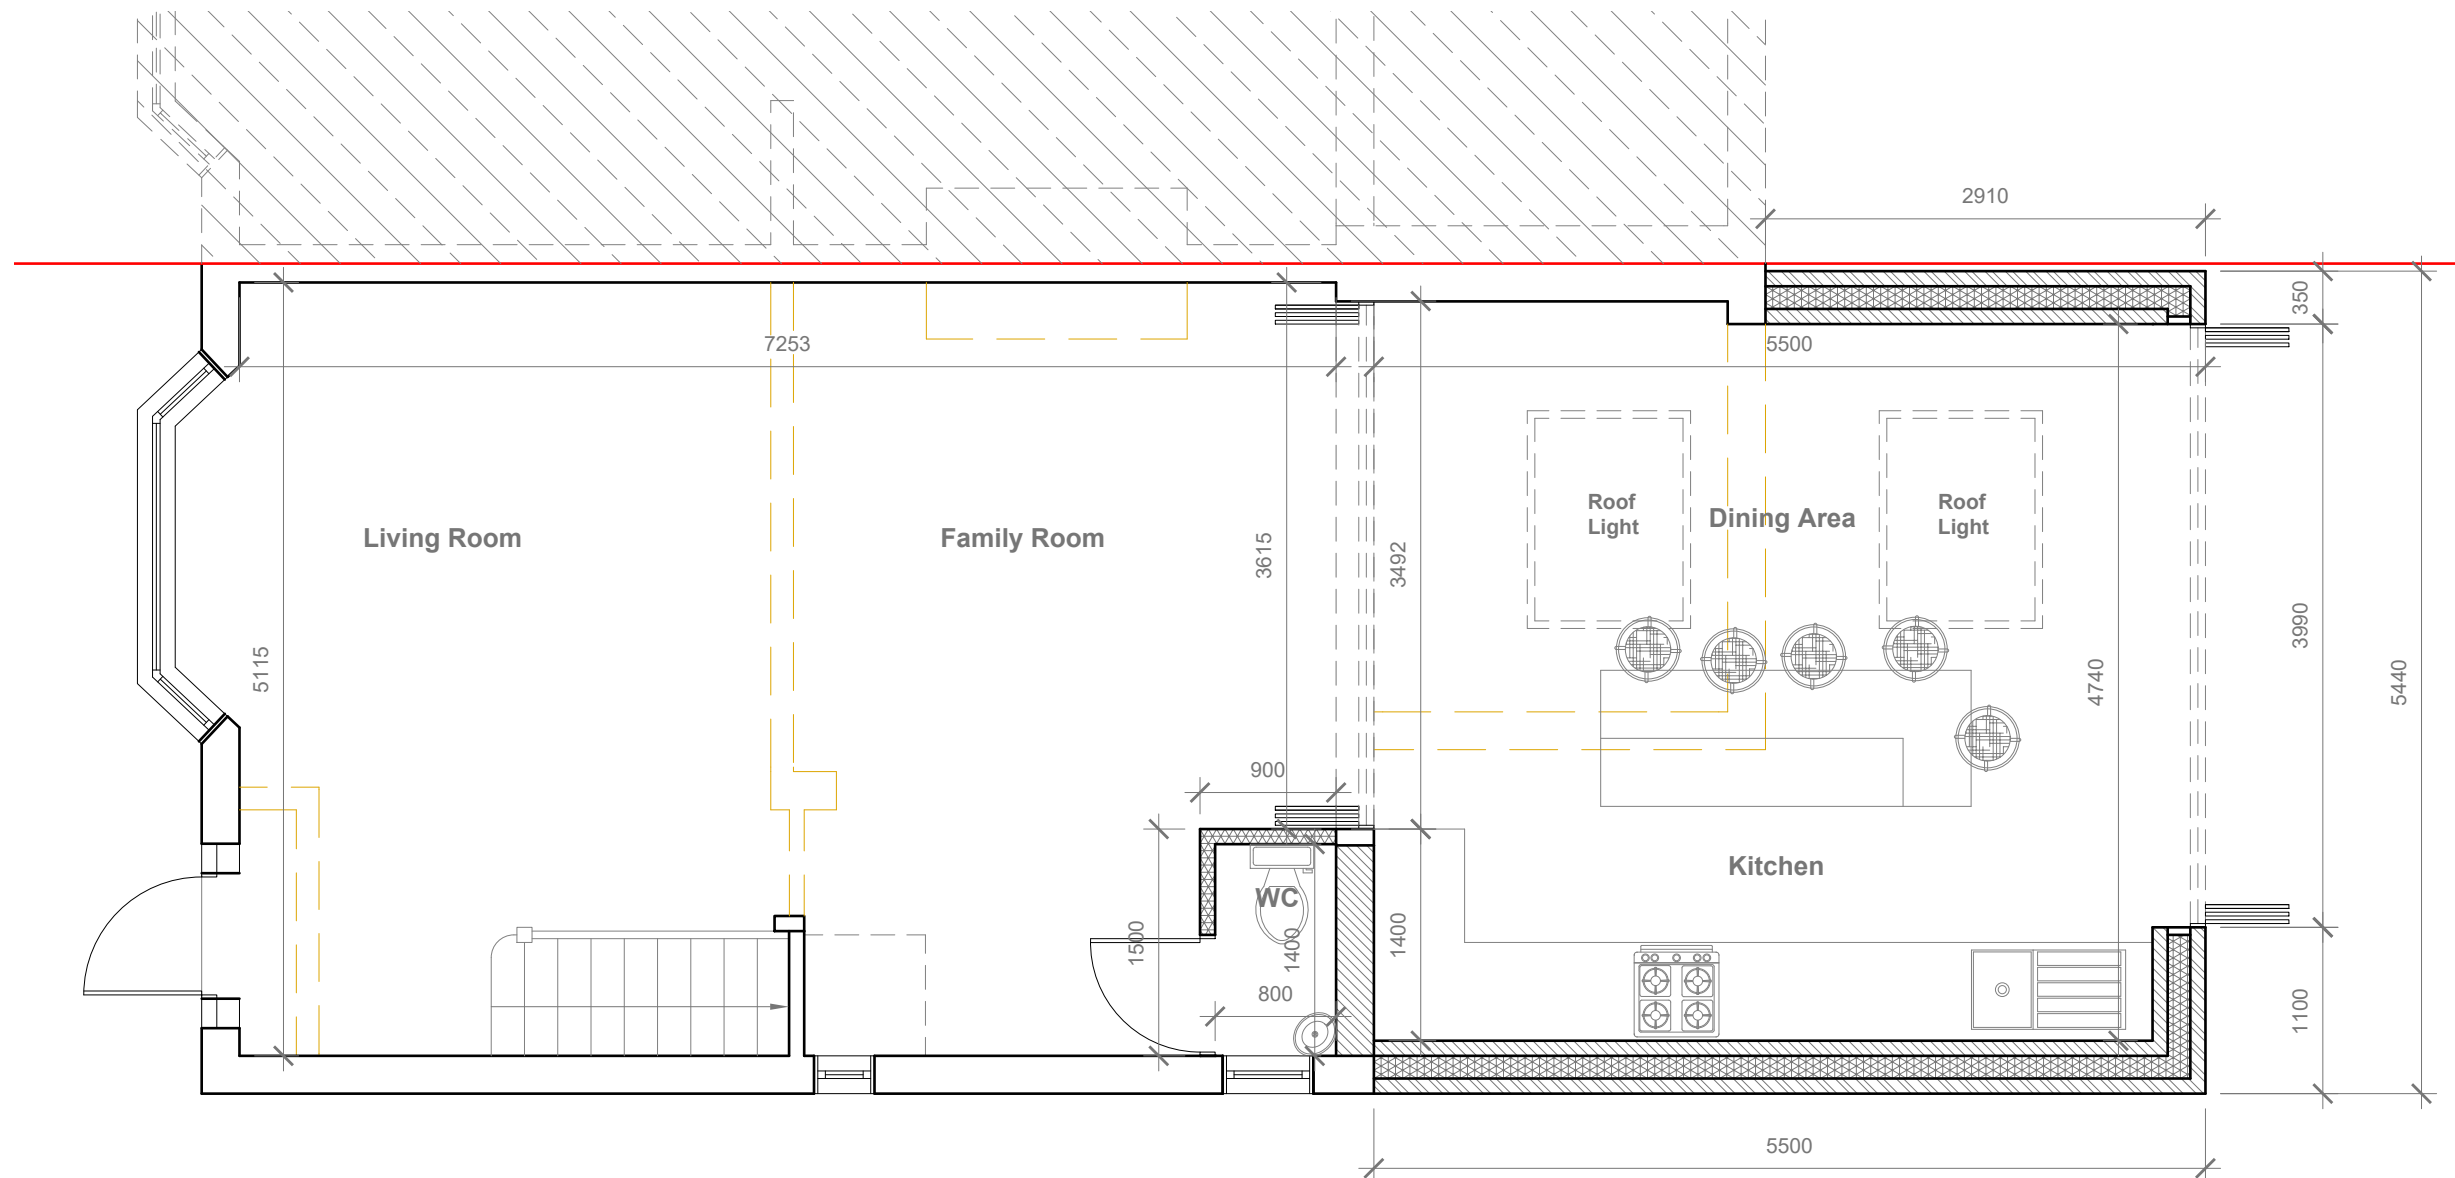 2910
350
7253
5500
Roof
Light
Roof
Light
Dining Area
Living Room
Family Room
3615
3492
3990
5115
4740
5440
900
Kitchen
WC
1500
1400
1400
800
1100
5500